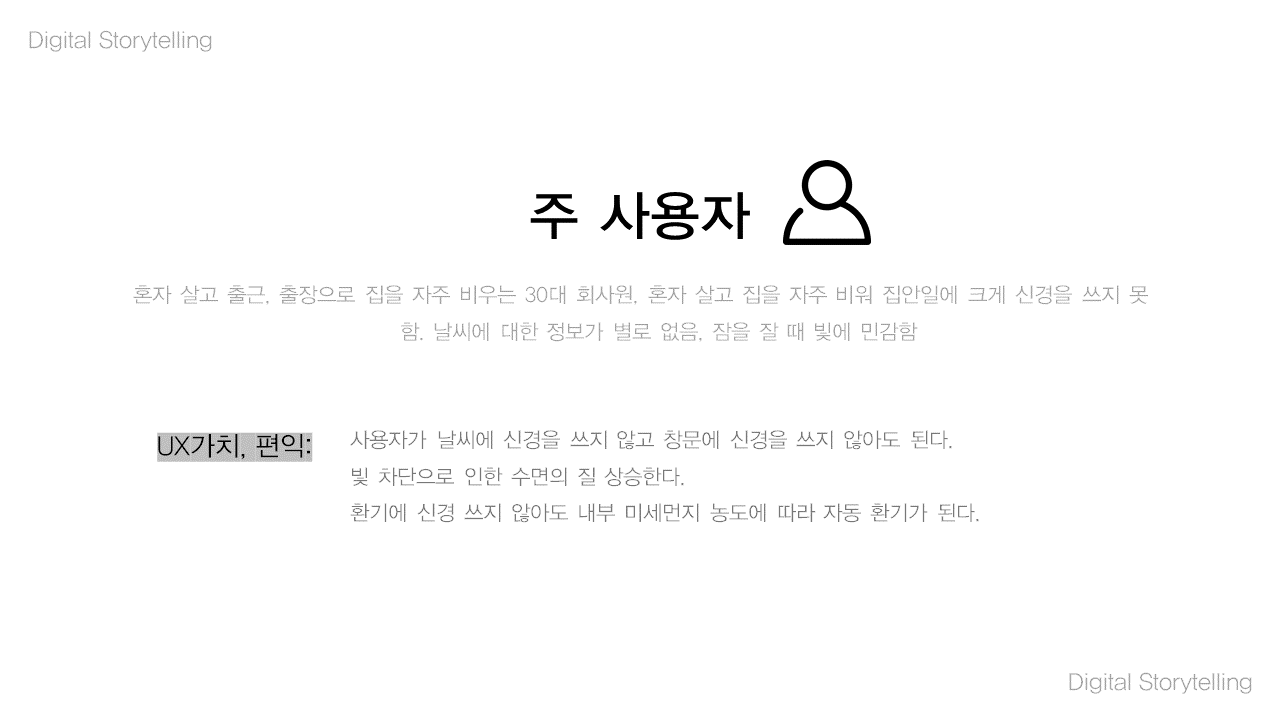 Digital Storytelling
주 사용자
혼자 살고 출근, 출장으로 집을 자주 비우는 30대 회사원, 혼자 살고 집을 자주 비워 집안일에 크게 신경을 쓰지 못
함. 날씨에 대한 정보가 별로 없음, 잠을 잘 때 빛에 민감함
UX가치, 편익:
사용자가 날씨에 신경을 쓰지 않고 창문에 신경을 쓰지 않아도 된다.
빛 차단으로 인한 수면의 질 상승한다.
환기에 신경 쓰지 않아도 내부 미세먼지 농도에 따라 자동 환기가 된다.
Digital Storytelling